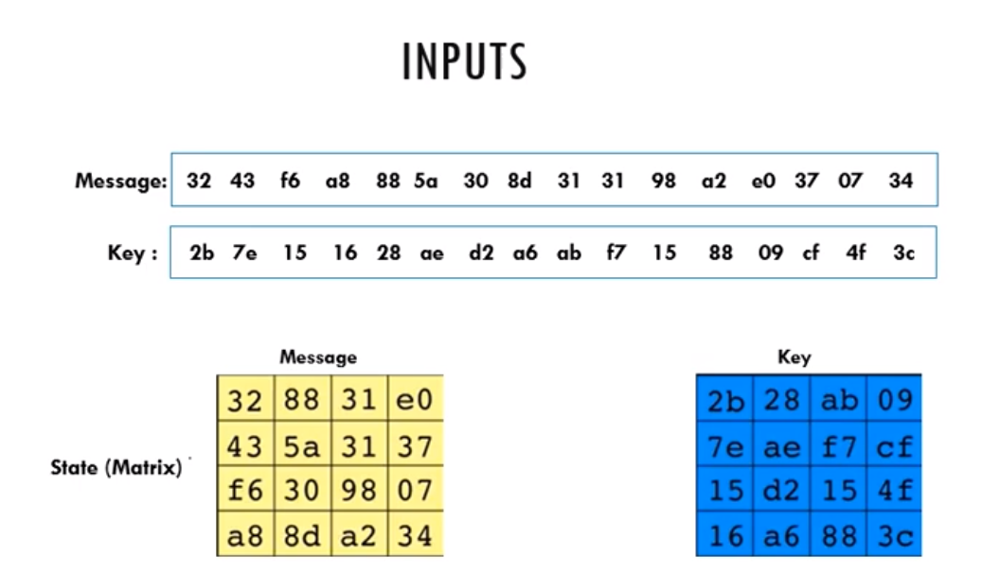 INPUTS
Message: 32 43 f6 a8 88 5a 30 8d 31 31 98 a2 e0 37 07 34
Key : 2b 7e 15 16 28 ae d2 a6 ab f7 15 88 09 cf 4f 3c
Message Key
32 88 31 e0 2b 28 ab 09
43 5a 31 37 7e ae f7 cf
State (Matrix)
f6 30 98 07 15 d2 15 4f
a8 8d a2 34 16 a6 88 3c